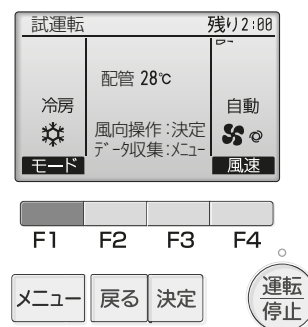 試運転 残り2:00
配管 28℃
冷房 自動
風向操作:決定
ﾃﾞｰﾀ収集:ﾒﾆｭｰ
モード 風速
F1 F2 F3 F4
メニュー 戻る 決定 運転
停止